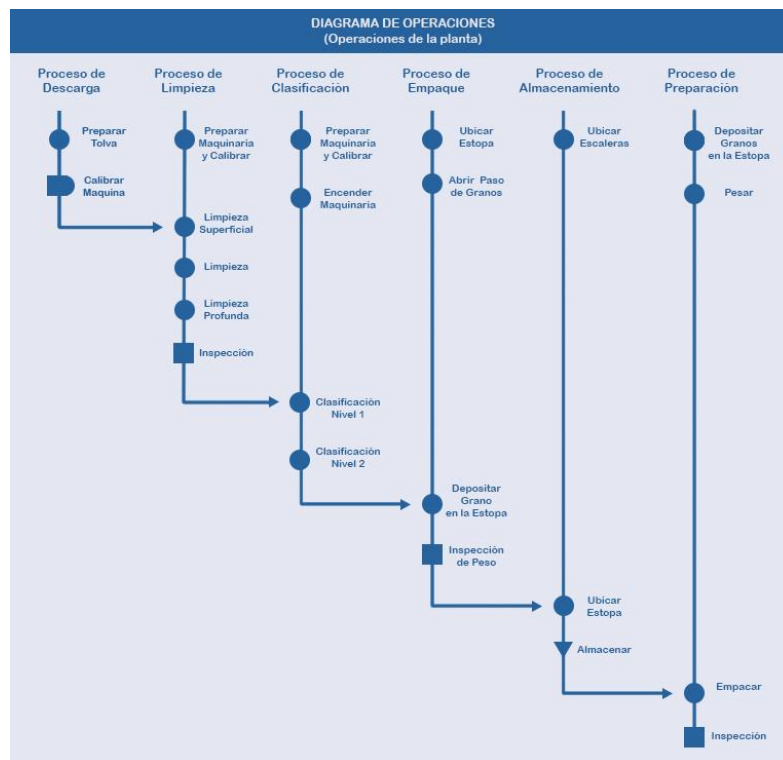 DIAGRAMA DE OPERACIONES
(Operaciones de la planta)
Proceso de
Descarga
Proceso de
Limpieza
Proceso de
Clasificación
Proceso de
Empaque
Proceso de
Almacenamiento
Proceso de
Preparación
Preparar
Tolva
Calibrar
Maquina
Preparar
Maquinaria
y Calibrar
Limpieza
Superficial
Limpieza
Limpieza
Profunda
Inspección
Preparar
Maquinaria
y Calibrar
Encender
Maquinaria
Clasificación
Nivel 1
Clasificación
Nivel 2
Ubicar
Estopa
Abrir Paso
de Granos
Depositar
Grano
en la Estopa
Inspección
de Peso
Ubicar
Escaleras
Ubicar
Estopa
Almacenar
Depositar
Granos
en la Estopa
Pesar
Empacar
Inspección